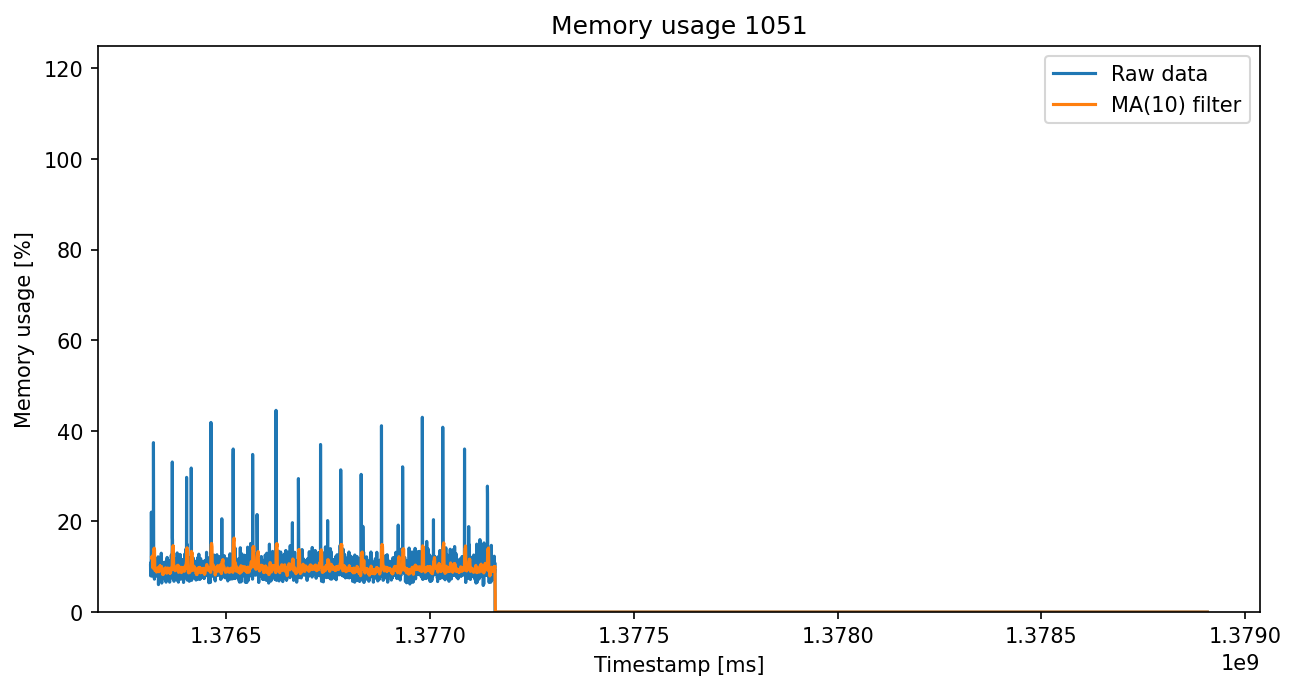 Memory usage 1051
Raw data
MA(10) filter
Memory usage [%]
120
100
80
60
40
20
0
1.3765 1.3770 1.3775 1.3780 1.3785 1.3790
1e9
Timestamp [ms]